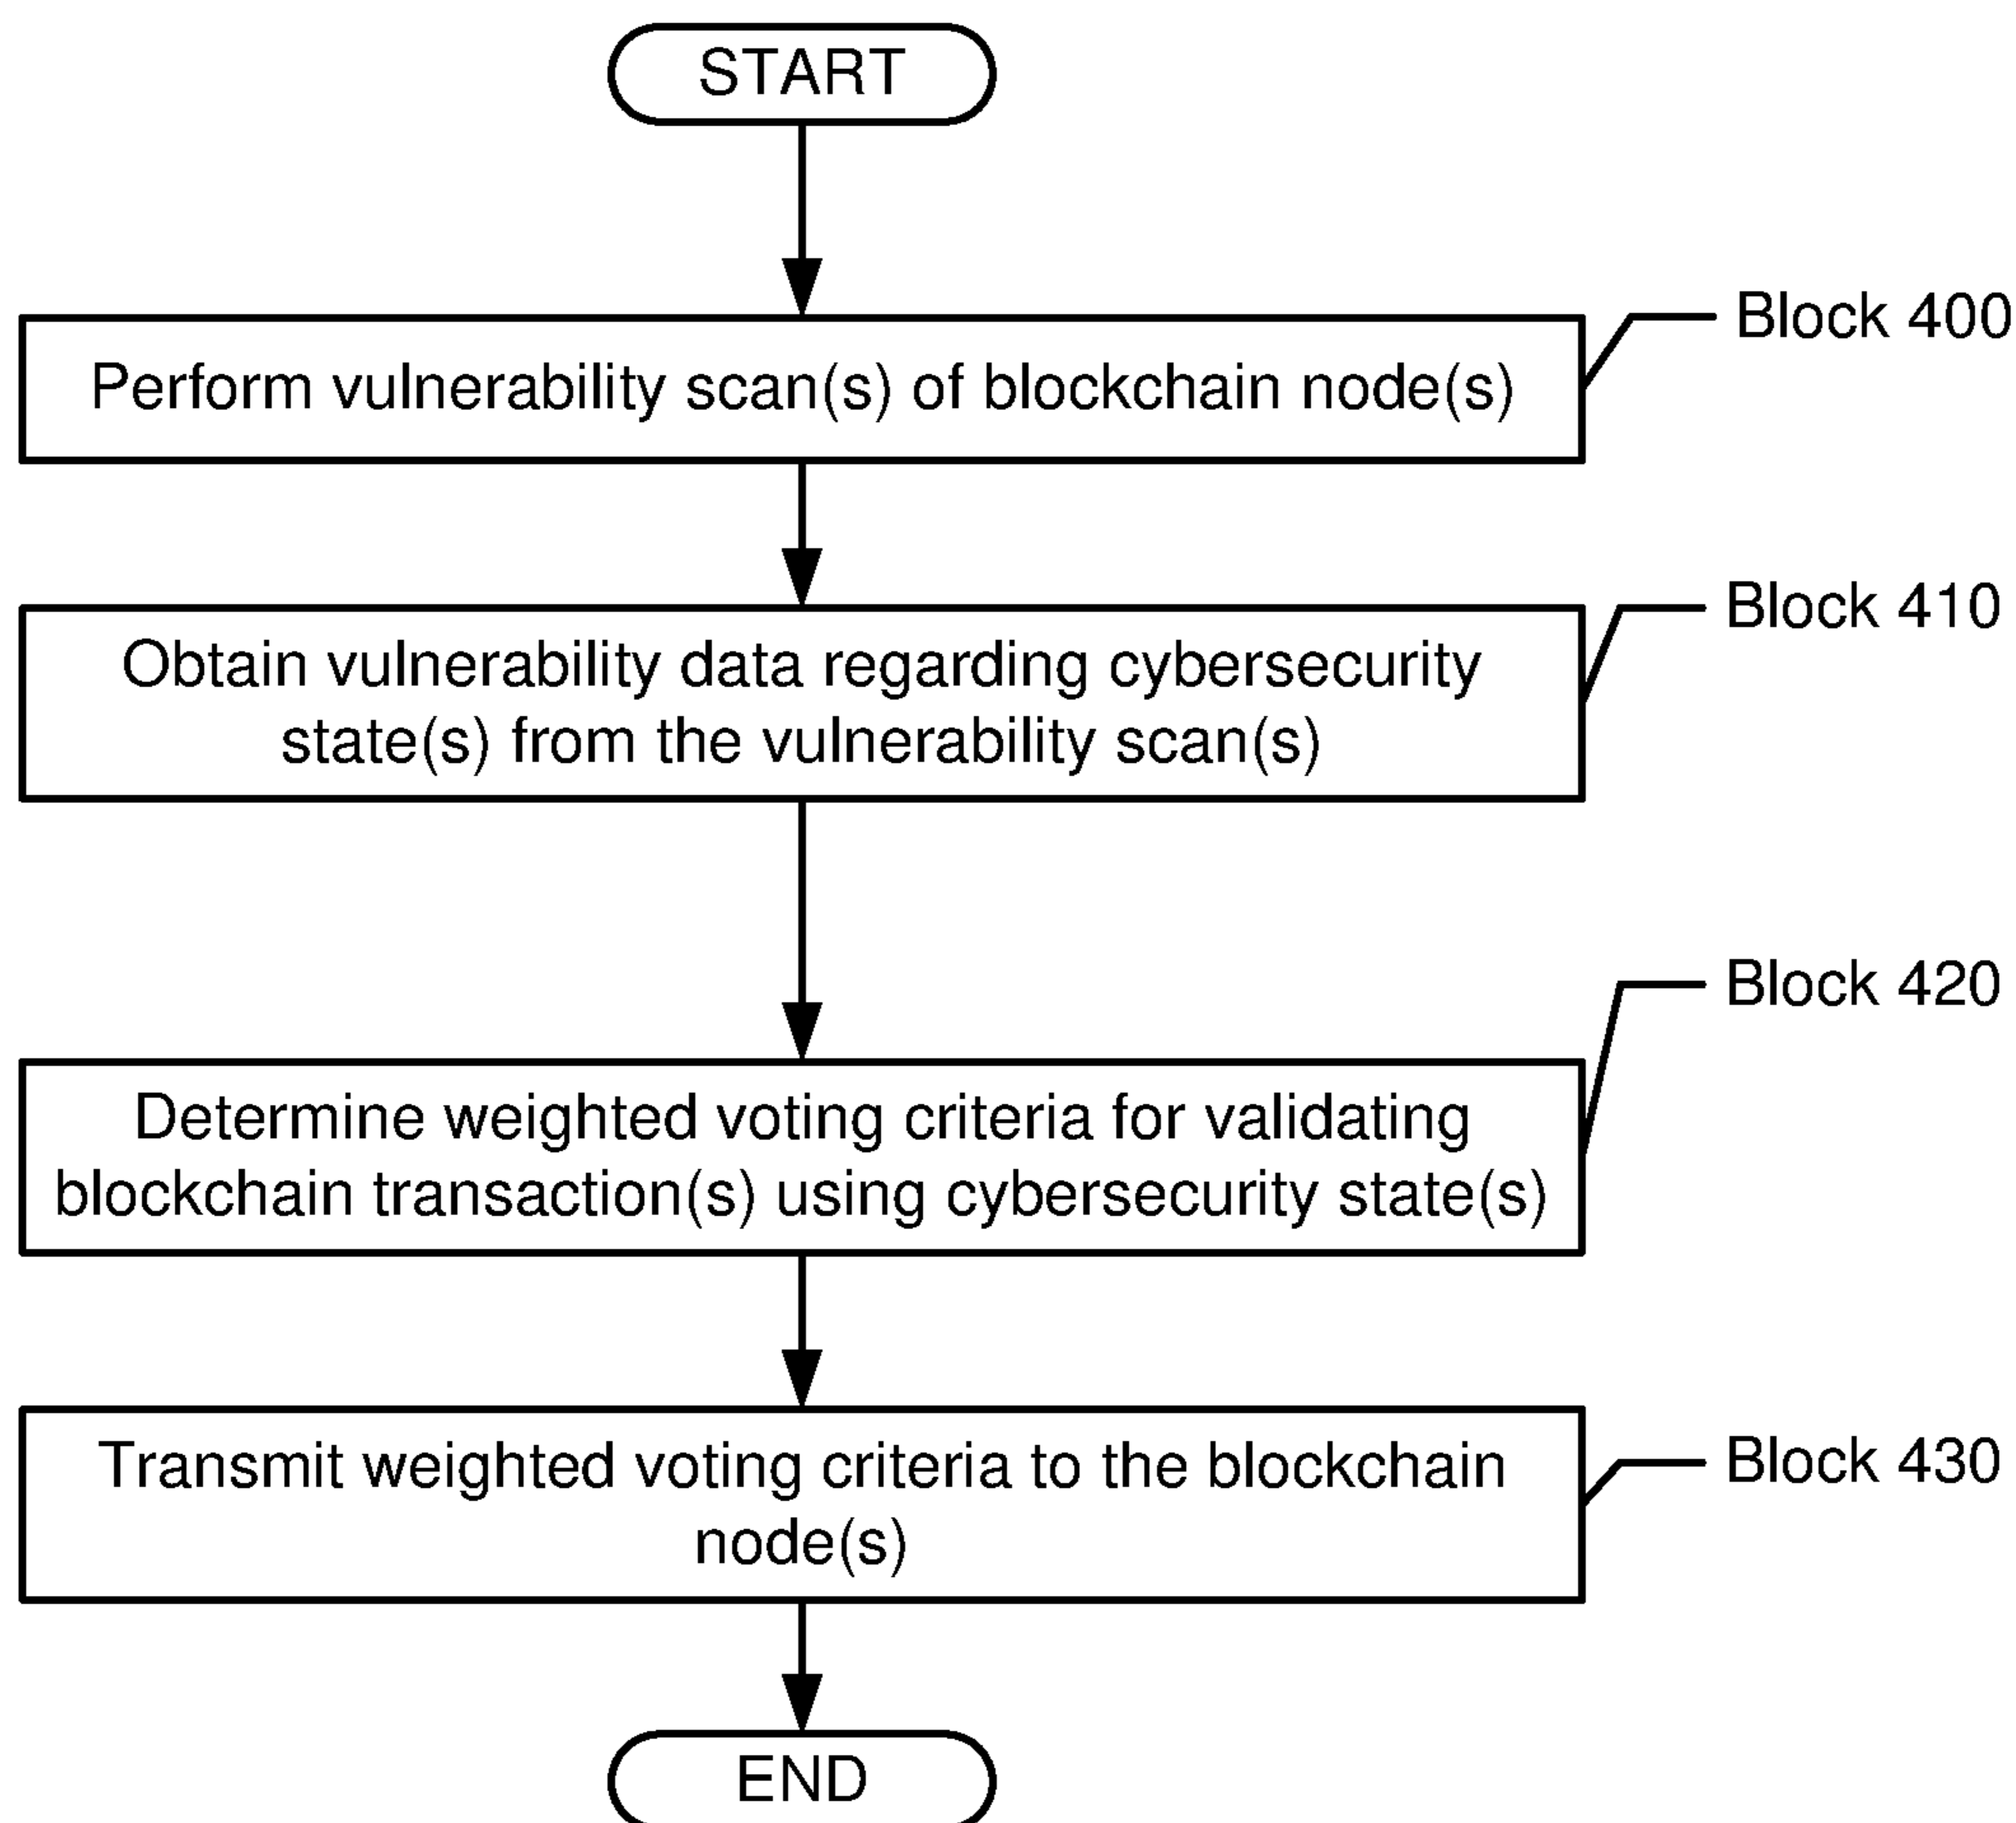 START
Block 400
Perform vulnerability scan(s) of blockchain node(s)
Block 410
Obtain vulnerability data regarding cybersecurity
state(s) from the vulnerability scan(s)
Block 420
Determine weighted voting criteria for validating
blockchain transaction(s) using cybersecurity state(s)
Block 430
Transmit weighted voting criteria to the blockchain
node(s)
END